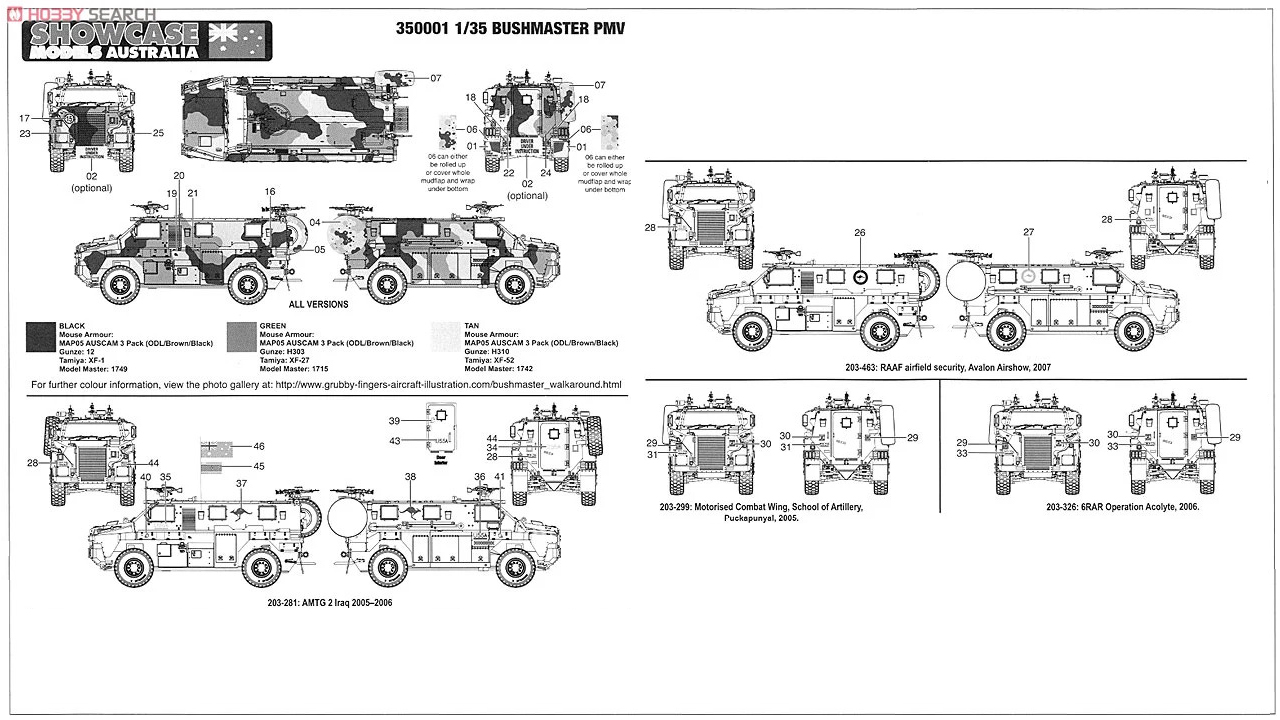 HOBBY SEARCH
SHOWCASE
MODELS AUSTRALIA
350001 1/35 BUSHMASTER PMV
17
23
25
DRIVER
UNDER
INSTRUCTION
02
(optional)
07
18
06
01
06 can either
be rolled up
or cover whole
mudflap and wrap
under bottom
07
18
06
01
DRIVER
UNDER
INSTRUCTION
22
24
02
(optional)
06 can either
be rolled up
or cover whole
mudflap and wrap
under bottom
20
19
21
16
04
05
ALL VERSIONS
BLACK
Mouse Armour:
MAP05 AUSCAM 3 Pack (ODL/Brown/Black)
Gunze: 12
Tamiya: XF-1
Model Master: 1749
GREEN
Mouse Armour:
MAP05 AUSCAM 3 Pack (ODL/Brown/Black)
Gunze: H303
Tamiya: XF-27
Model Master: 1715
TAN
Mouse Armour:
MAP05 AUSCAM 3 Pack (ODL/Brown/Black)
Gunze: H310
Tamiya: XF-52
Model Master: 1742
For further colour information, view the photo gallery at: http://www.grubby-fingers-aircraft-illustration.com/bushmaster_walkaround.html
28
44
46
45
39
43
Door
Interior
44
34
28
40
35
37
38
36
41
203-281: AMTG 2 Iraq 2005–2006
28
28
26
27
203-463: RAAF airfield security, Avalon Airshow, 2007
29
31
30
30
31
29
203-299: Motorised Combat Wing, School of Artillery,
Puckapunyal, 2005.
29
33
30
30
33
29
203-326: 6RAR Operation Acolyte, 2006.